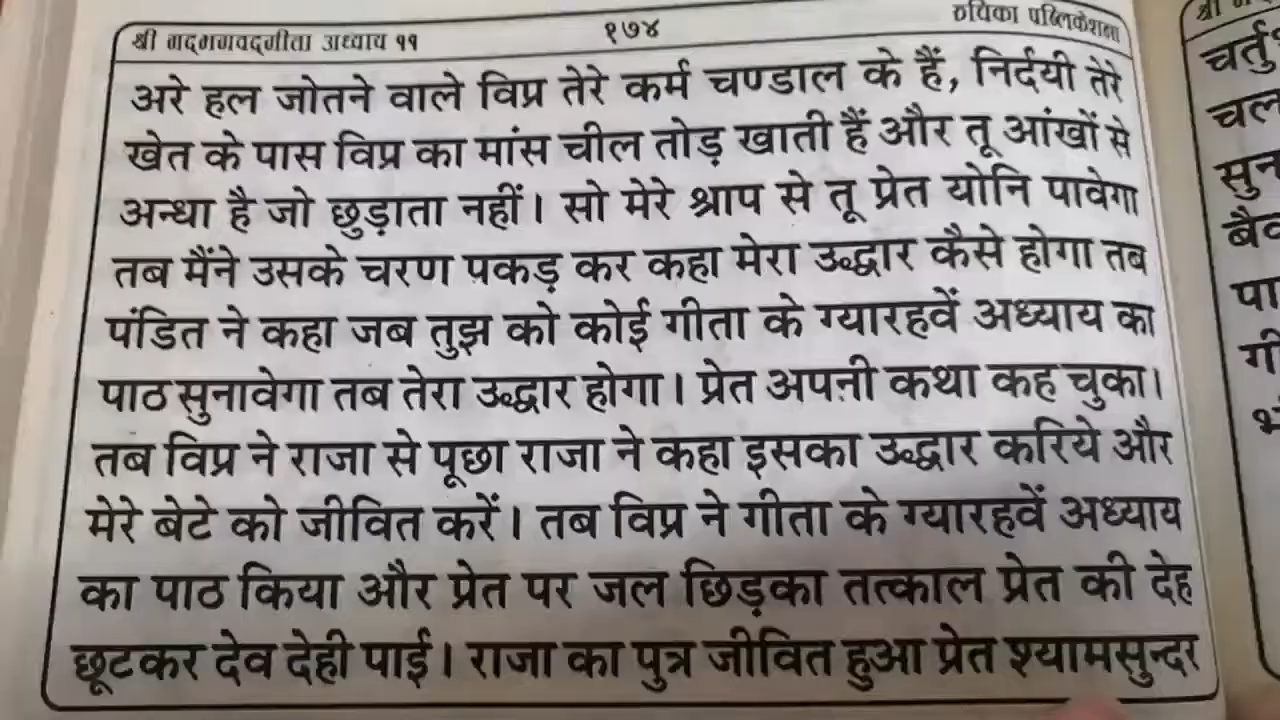 श्री मद्भगवद्गीता अध्याय ११
१७४
रुचिका पब्लिकेशन्स
अरे हल जोतने वाले विप्र तेरे कर्म चण्डाल के हैं, निर्दयी तेरे
खेत के पास विप्र का मांस चील तोड़ खाती हैं और तू आंखों से
अन्धा है जो छुड़ाता नहीं। सो मेरे श्राप से तू प्रेत योनि पावेगा
तब मैंने उसके चरण पकड़ कर कहा मेरा उद्धार कैसे होगा तब
पंडित ने कहा जब तुझ को कोई गीता के ग्यारहवें अध्याय का
पाठ सुनावेगा तब तेरा उद्धार होगा। प्रेत अपनी कथा कह चुका।
तब विप्र ने राजा से पूछा राजा ने कहा इसका उद्धार करिये और
मेरे बेटे को जीवित करें। तब विप्र ने गीता के ग्यारहवें अध्याय
का पाठ किया और प्रेत पर जल छिड़का तत्काल प्रेत की देह
छूटकर देव देही पाई। राजा का पुत्र जीवित हुआ प्रेत श्यामसुन्दर